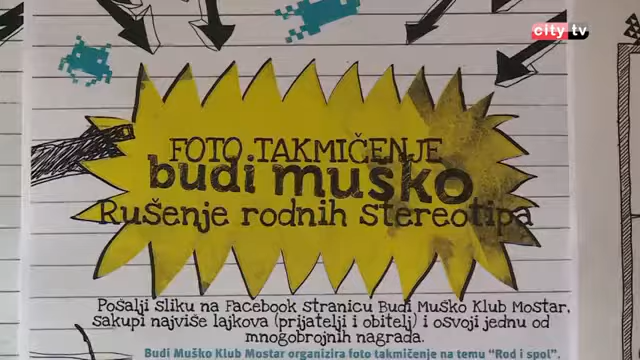 city tv
FOTO TAKMIČENJE
budi muško
Rušenje rodnih stereotipa
Pošalji sliku na Facebook stranicu Budi Muško Klub Mostar,
sakupi najviše lajkova (prijatelji i obitelj) i osvoji jednu od
mnogobrojnih nagrada.
Budi Muško Klub Mostar organizira foto takmičenje na temu "Rod i spol".